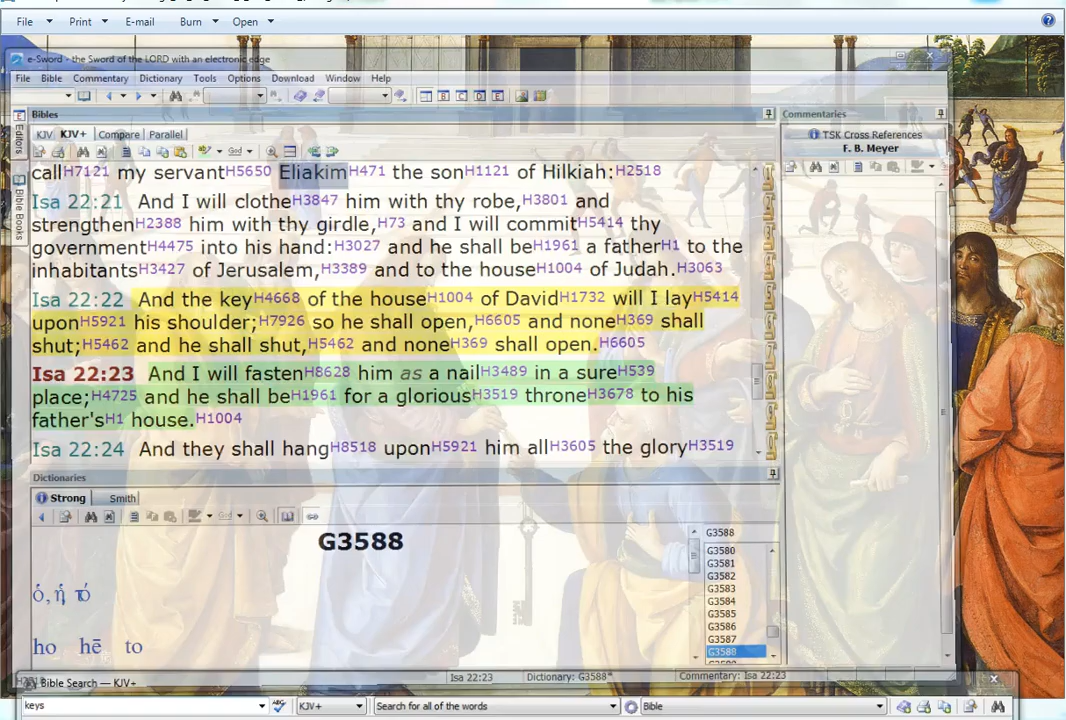 File Print E-mail Burn Open
e-Sword - the Sword of the LORD with an electronic edge
File Bible Commentary Dictionary Tools Options Download Window Help
Bibles
Commentaries
KJV KJV+ Compare Parallel
TSK Cross References
F. B. Meyer
Editors
Bible Books
callH7121 my servantH5650 EliakimH471 the sonH1121 of Hilkiah:H2518
Isa 22:21 And I will clotheH3847 him with thy robe,H3801 and
strengthenH2388 him with thy girdle,H73 and I will commitH5414 thy
governmentH4475 into his hand:H3027 and he shall beH1961 a fatherH1 to the
inhabitantsH3427 of Jerusalem,H3389 and to the houseH1004 of Judah.H3063
Isa 22:22 And the keyH4668 of the houseH1004 of DavidH1732 will I layH5414
uponH5921 his shoulder;H7926 so he shall open,H6605 and noneH369 shall
shut;H5462 and he shall shut,H5462 and noneH369 shall open.H6605
Isa 22:23 And I will fastenH8628 him as a nailH3489 in a sureH539
place;H4725 and he shall beH1961 for a gloriousH3519 throneH3678 to his
father'sH1 house.H1004
Isa 22:24 And they shall hangH8518 uponH5921 him allH3605 the gloryH3519
Dictionaries
Strong Smith
God
G3588
ὁ, ἡ τό
ho hē to
G3588
G3580
G3581
G3582
G3583
G3584
G3585
G3586
G3587
G3588
Isa 22:23 Dictionary: G3588* Commentary: Isa 22:23
Bible Search — KJV+
keys KJV+ Search for all of the words Bible